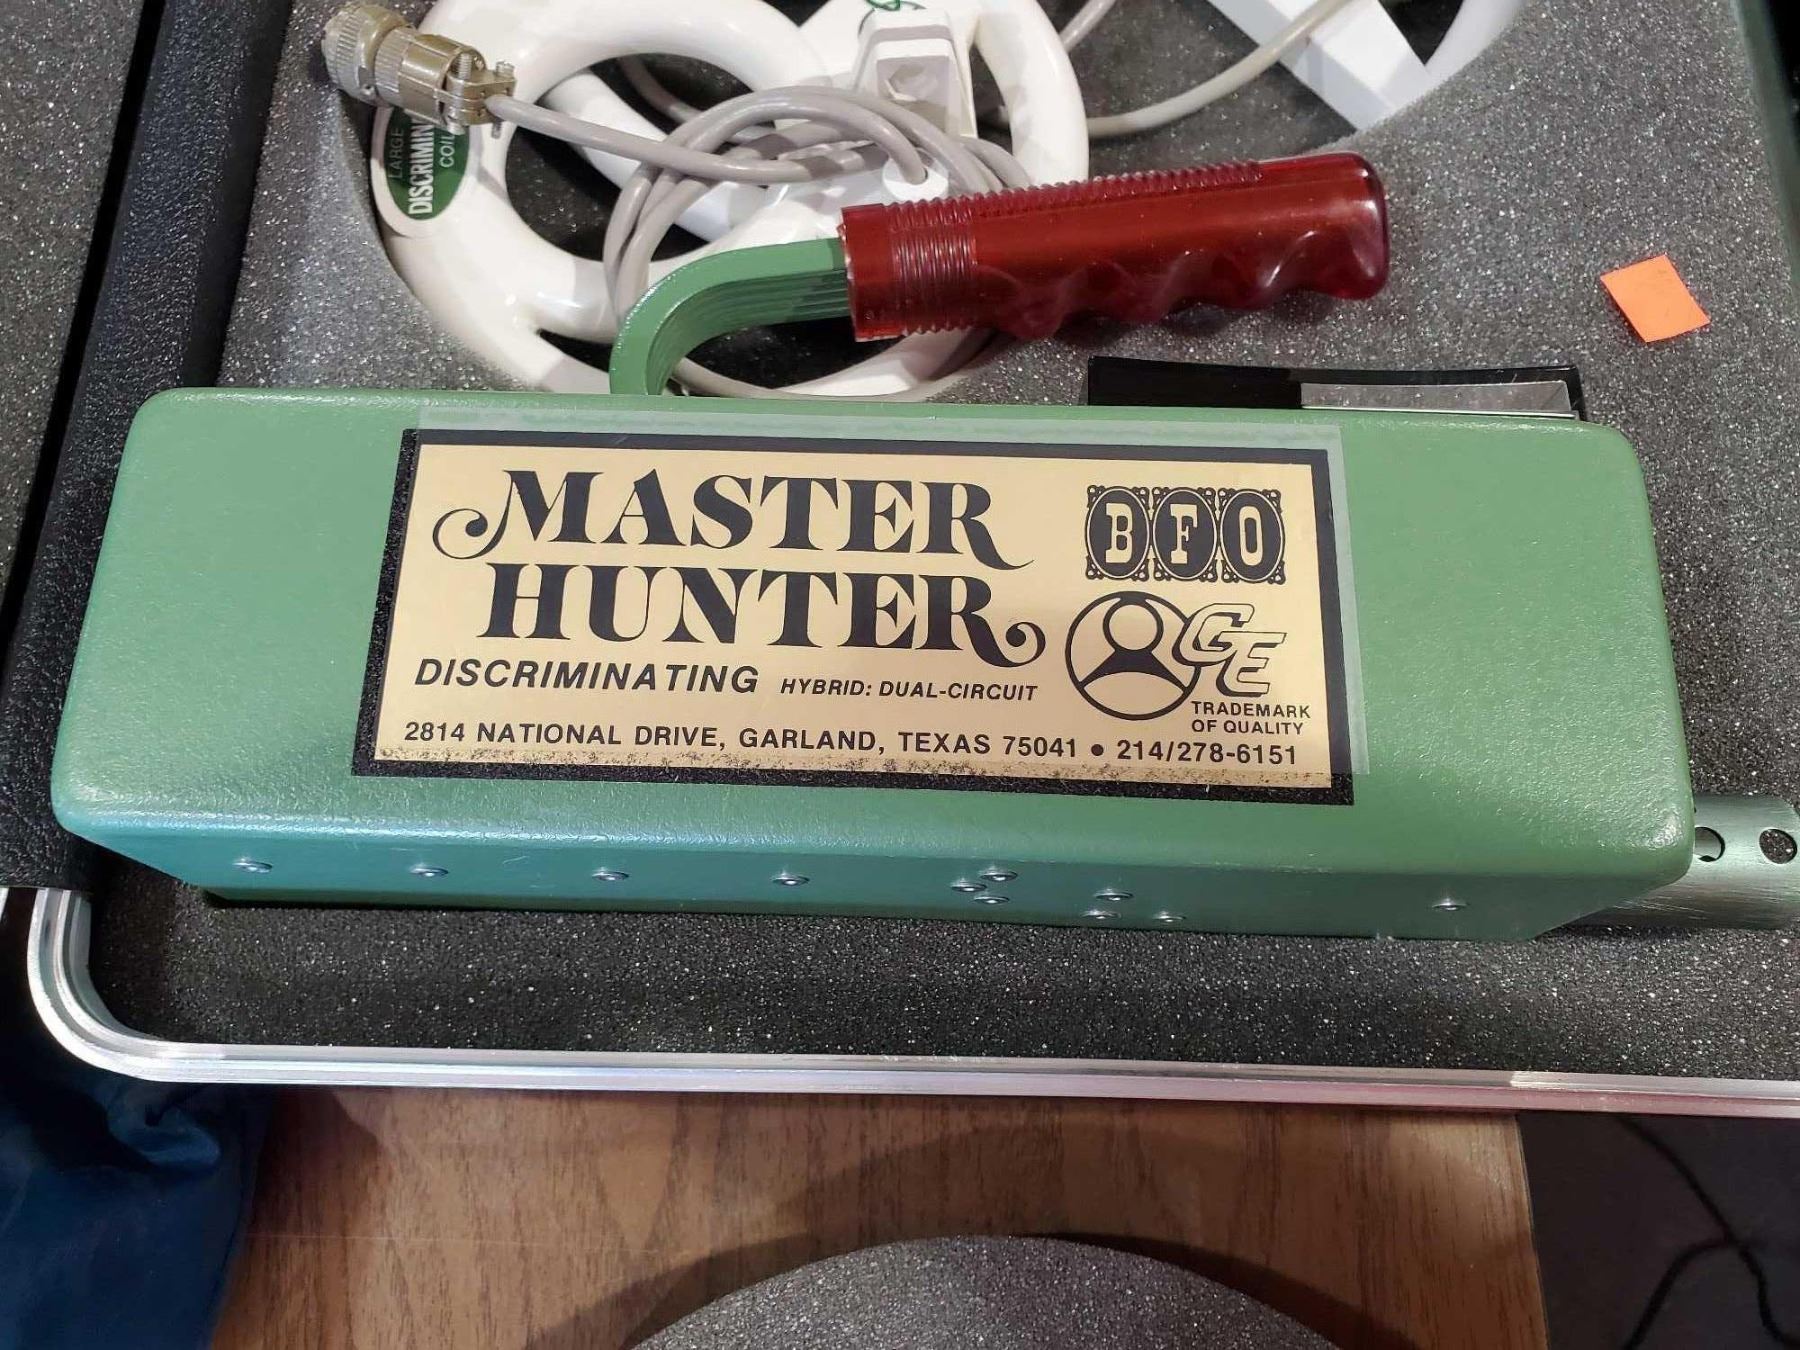 LARGE
DISCRIMIN
COIL
MASTER
HUNTER
DISCRIMINATING HYBRID: DUAL-CIRCUIT
2814 NATIONAL DRIVE, GARLAND, TEXAS 75041 • 214/278-6151
BFO
GE
TRADEMARK
OF QUALITY